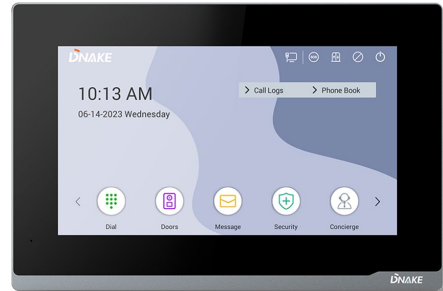 DNAKE
10:13 AM
06-14-2023 Wednesday
> Call Logs > Phone Book
Dial Doors Message Security Concierge
DNAKE